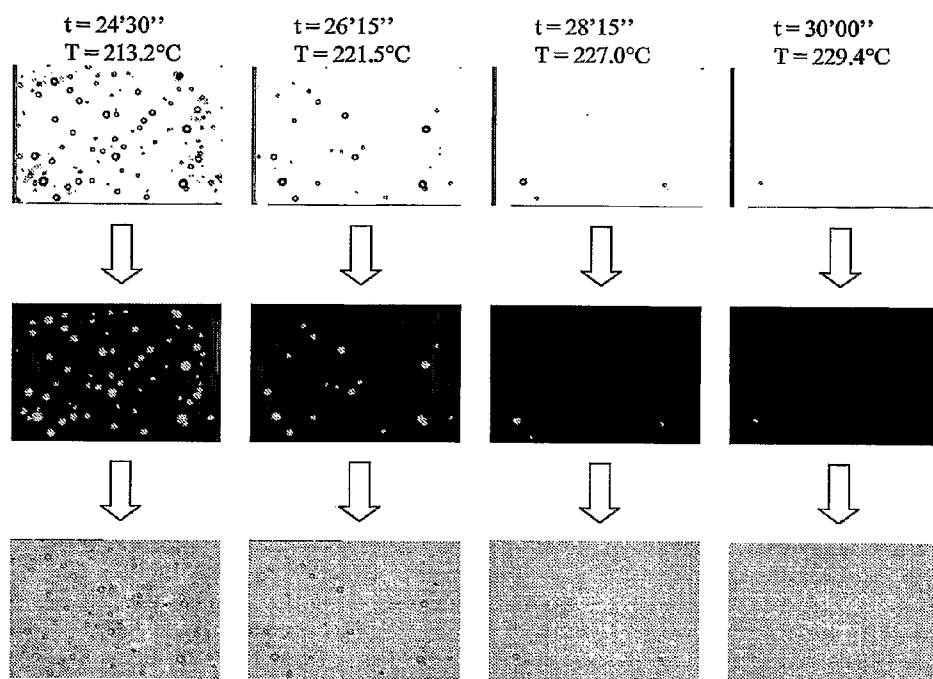 t = 24'30’’
T = 213.2°C
t = 26'15’’
T = 221.5°C
t = 28'15’’
T = 227.0°C
t = 30'00’’
T = 229.4°C